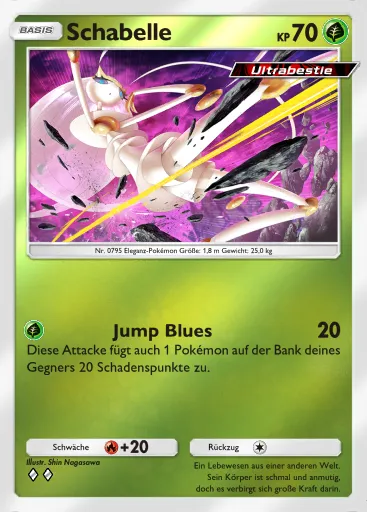 BASIS
Schabelle
KP 70
Ultrabestie
Nr. 0795 Eleganz-Pokémon Größe: 1,8 m Gewicht: 25,0 kg
Jump Blues 20
Diese Attacke fügt auch 1 Pokémon auf der Bank deines
Gegners 20 Schadenspunkte zu.
Schwäche +20 Rückzug
Illustr. Shin Nagasawa
Ein Lebewesen aus einer anderen Welt.
Sein Körper ist schmal und anmutig,
doch es verbirgt sich große Kraft darin.